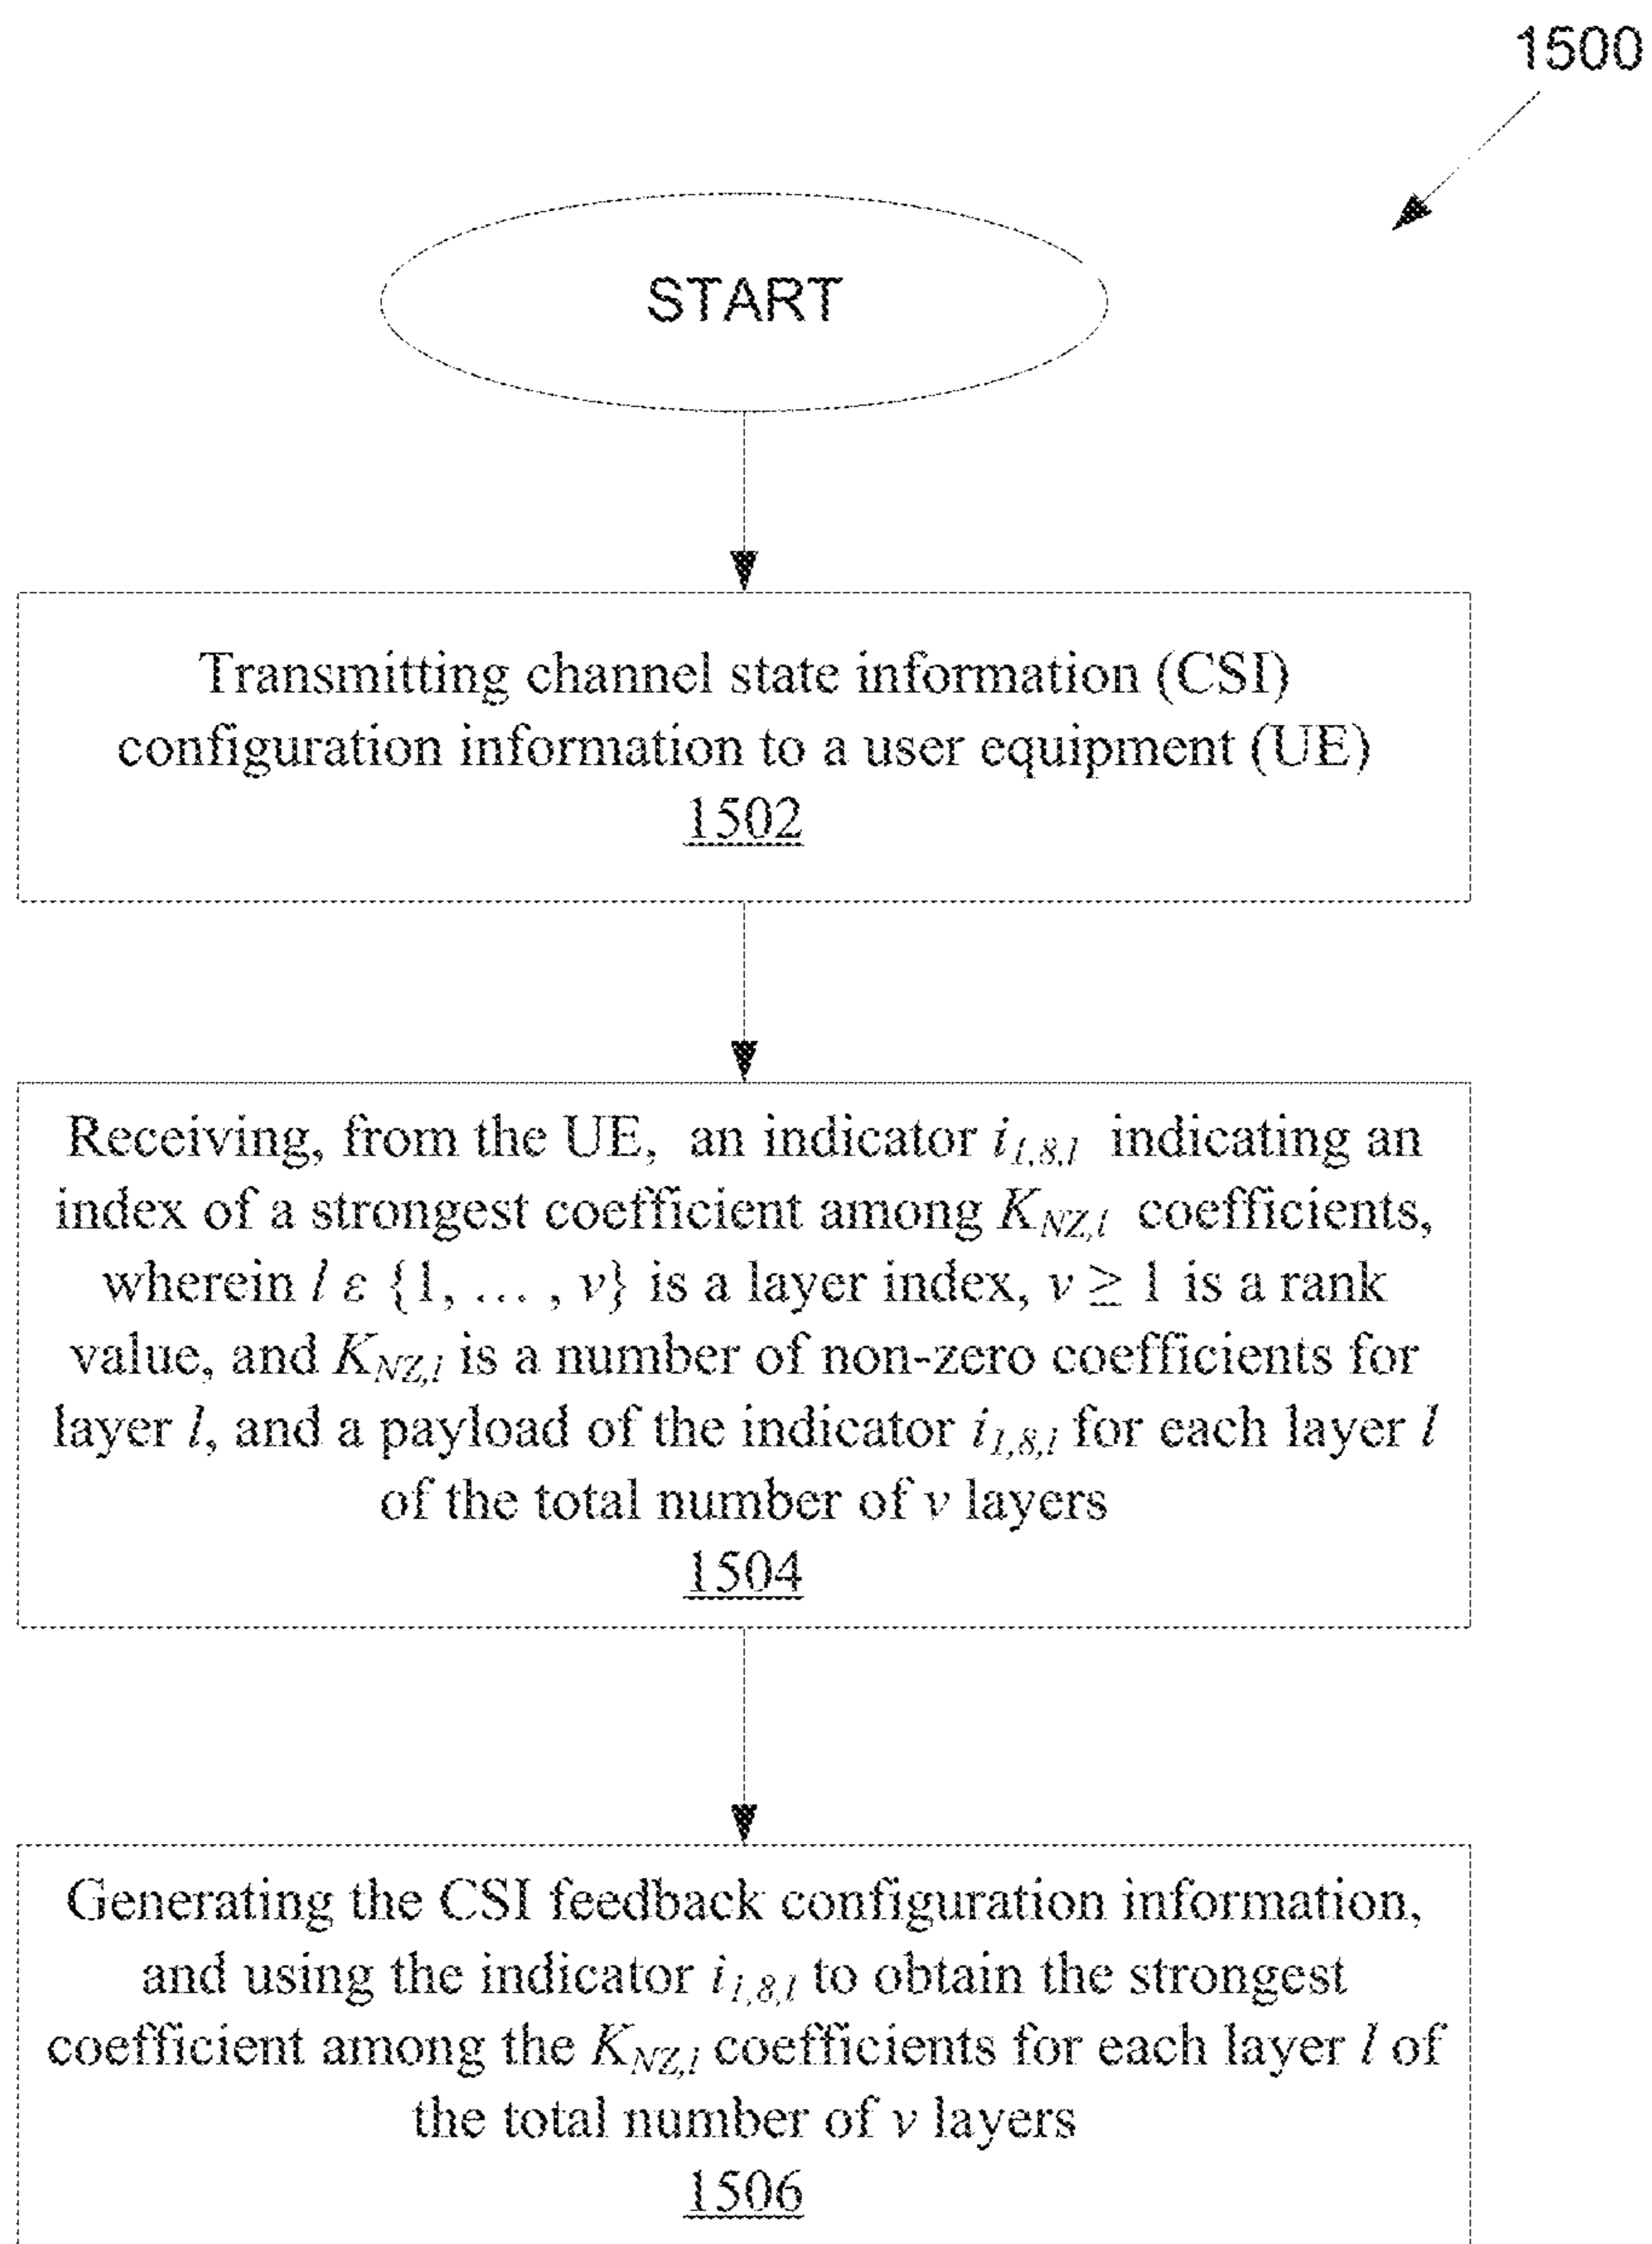 1500
START
Transmitting channel state information (CSI)
configuration information to a user equipment (UE)
1502
Receiving, from the UE, an indicator i1,8,l indicating an
index of a strongest coefficient among KNZ,l coefficients,
wherein l ε {1, … , v} is a layer index, v ≥ 1 is a rank
value, and KNZ,l is a number of non-zero coefficients for
layer l, and a payload of the indicator i1,8,l for each layer l
of the total number of v layers
1504
Generating the CSI feedback configuration information,
and using the indicator i1,8,l to obtain the strongest
coefficient among the KNZ,l coefficients for each layer l of
the total number of v layers
1506